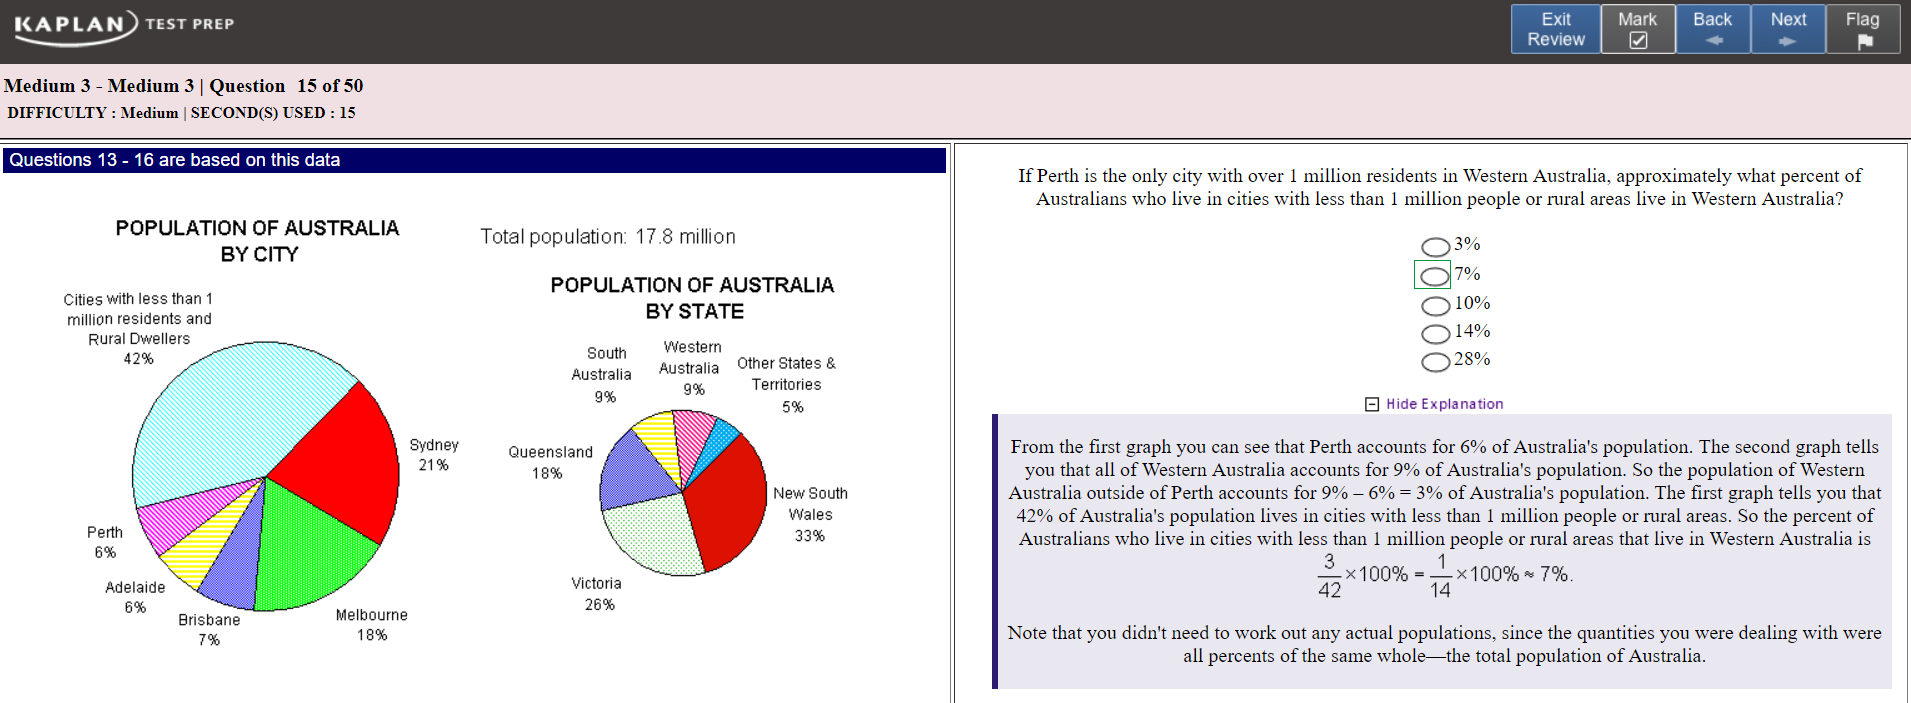 KAPLAN TEST PREP
Exit Review
Mark
Back
Next
Flag
Medium 3 - Medium 3 | Question 15 of 50
DIFFICULTY : Medium | SECOND(S) USED : 15
Questions 13 - 16 are based on this data
POPULATION OF AUSTRALIA
BY CITY
Total population: 17.8 million
Cities with less than 1
million residents and
Rural Dwellers
42%
Sydney
21%
Melbourne
18%
Brisbane
7%
Adelaide
6%
Perth
6%
POPULATION OF AUSTRALIA
BY STATE
South
Australia
9%
Western
Australia
9%
Other States &
Territories
5%
Queensland
18%
New South
Wales
33%
Victoria
26%
If Perth is the only city with over 1 million residents in Western Australia, approximately what percent of
Australians who live in cities with less than 1 million people or rural areas live in Western Australia?
3%
7%
10%
14%
28%
Hide Explanation
From the first graph you can see that Perth accounts for 6% of Australia's population. The second graph tells
you that all of Western Australia accounts for 9% of Australia's population. So the population of Western
Australia outside of Perth accounts for 9% – 6% = 3% of Australia's population. The first graph tells you that
42% of Australia's population lives in cities with less than 1 million people or rural areas. So the percent of
Australians who live in cities with less than 1 million people or rural areas that live in Western Australia is
3/42 ×100% = 1/14 ×100% ≈ 7%.
Note that you didn't need to work out any actual populations, since the quantities you were dealing with were
all percents of the same whole—the total population of Australia.